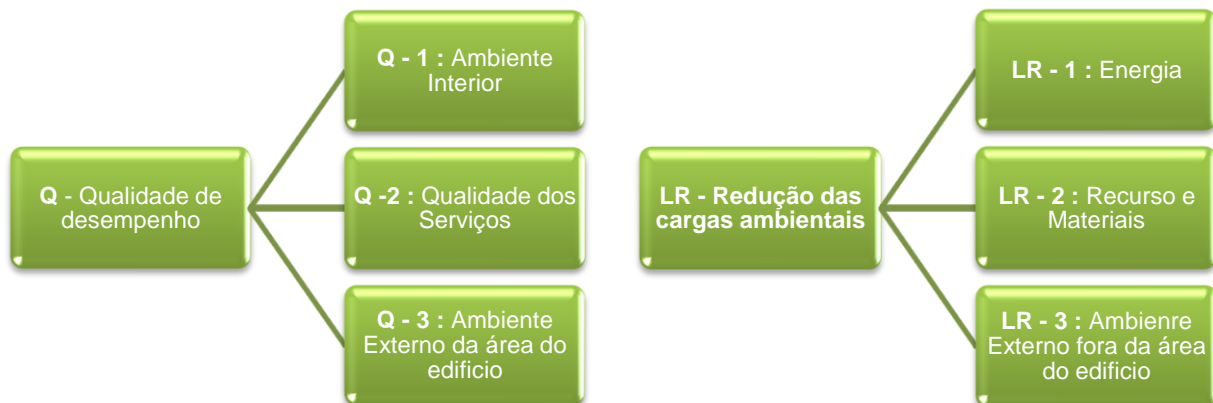 Q - Qualidade de
desempenho
Q - 1 : Ambiente
Interior
Q -2 : Qualidade dos
Serviços
Q - 3 : Ambiente
Externo da área do
edificio
LR - Redução das
cargas ambientais
LR - 1 : Energia
LR - 2 : Recurso e
Materiais
LR - 3 : Ambienre
Externo fora da área
do edificio